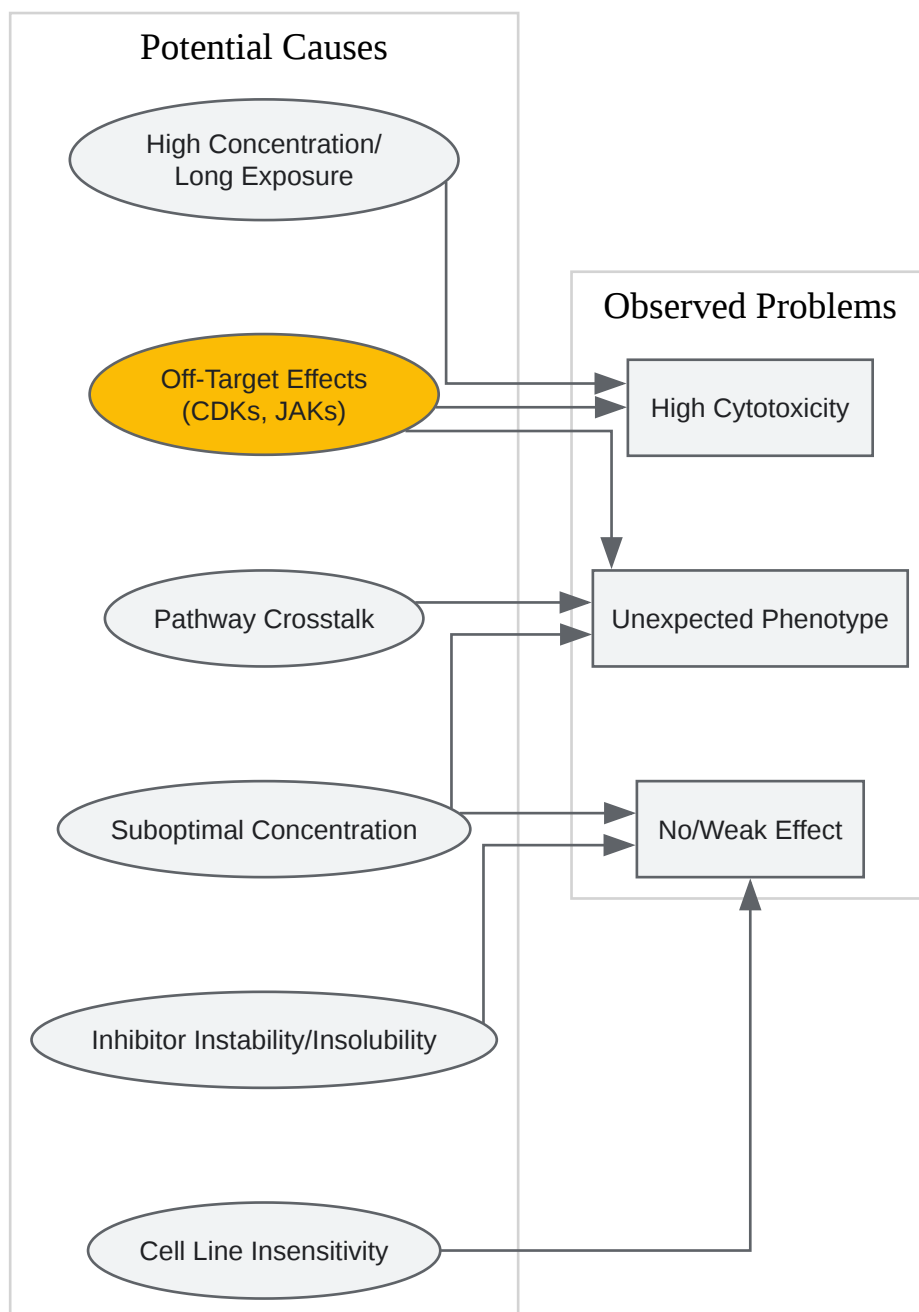 Potential Causes
High Concentration/
Long Exposure
Off-Target Effects
(CDKs, JAKs)
Pathway Crosstalk
Suboptimal Concentration
Inhibitor Instability/Insolubility
Cell Line Insensitivity
Observed Problems
High Cytotoxicity
Unexpected Phenotype
No/Weak Effect